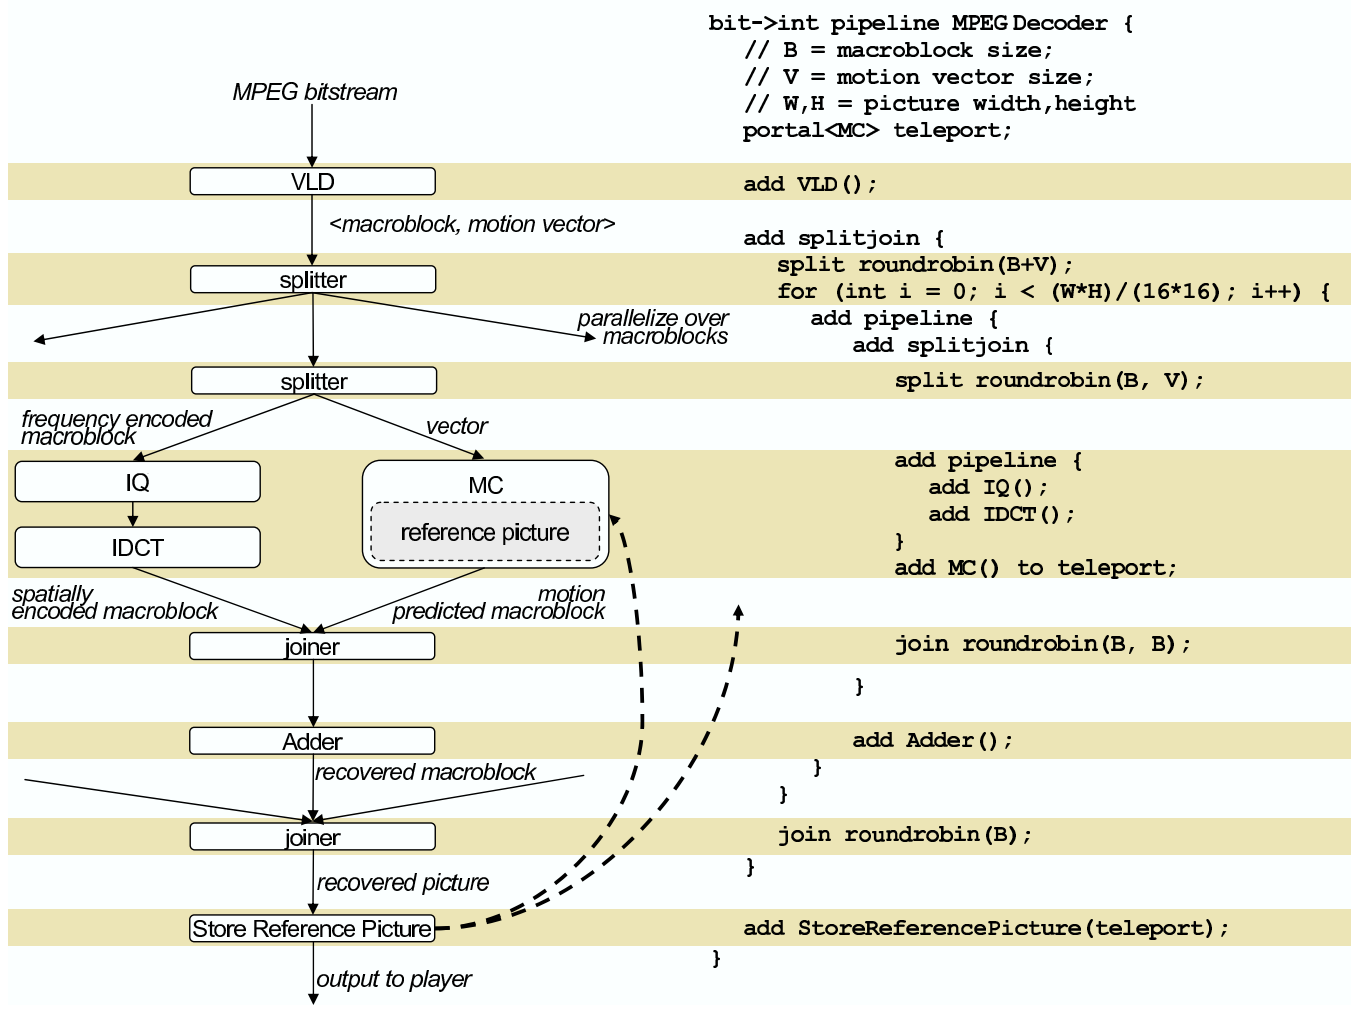 bit->int pipeline MPEG Decoder {
// B = macroblock size;
// V = motion vector size;
MPEG bitstream
// W,H = picture width,height
portal<MC> teleport;
VLD
add VLD();
<macroblock, motion vector>
add splitjoin {
splitter
split roundrobin(B+V);
for (int i = 0; i < (W*H)/(16*16); i++) {
parallelize over
macroblocks
add pipeline {
add splitjoin {
splitter
split roundrobin(B, V);
frequency encoded
macroblock
vector
IQ
MC
add pipeline {
add IQ();
reference picture
add IDCT();
IDCT
}
add MC() to teleport;
spatially
encoded macroblock
motion
predicted macroblock
joiner
join roundrobin(B, B);
}
Adder
add Adder();
recovered macroblock
}
}
joiner
join roundrobin(B);
}
recovered picture
Store Reference Picture
add StoreReferencePicture(teleport);
}
output to player